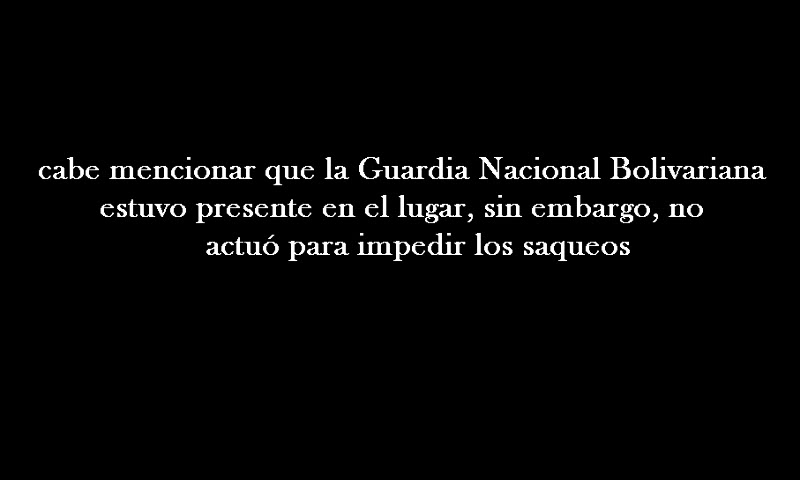 cabe mencionar que la Guardia Nacional Bolivariana
estuvo presente en el lugar, sin embargo, no
actuó para impedir los saqueos